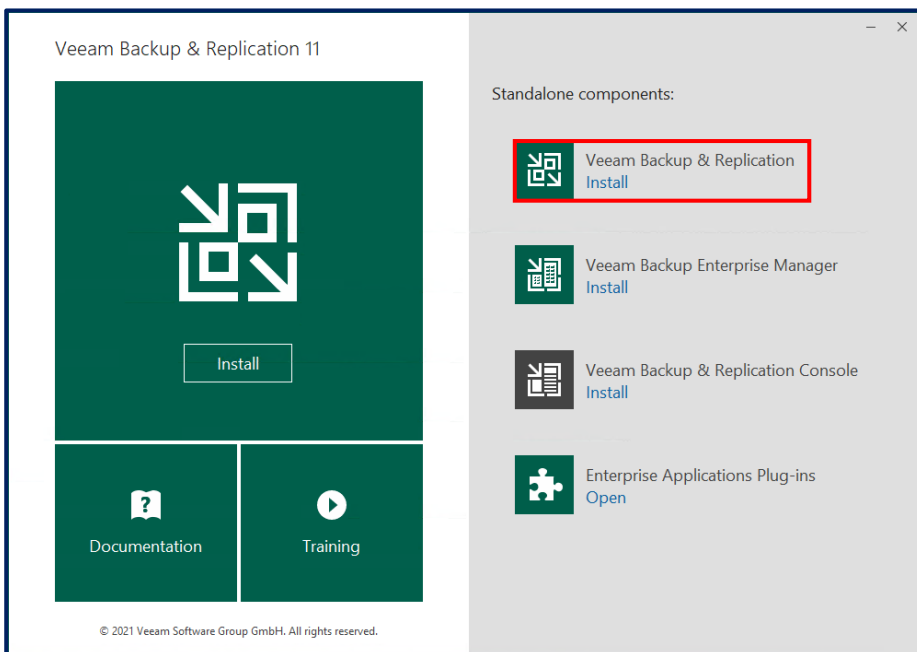 Veeam Backup & Replication 11
Install
Documentation
Training
© 2021 Veeam Software Group GmbH. All rights reserved.
Standalone components:
Veeam Backup & Replication
Install
Veeam Backup Enterprise Manager
Install
Veeam Backup & Replication Console
Install
Enterprise Applications Plug-ins
Open